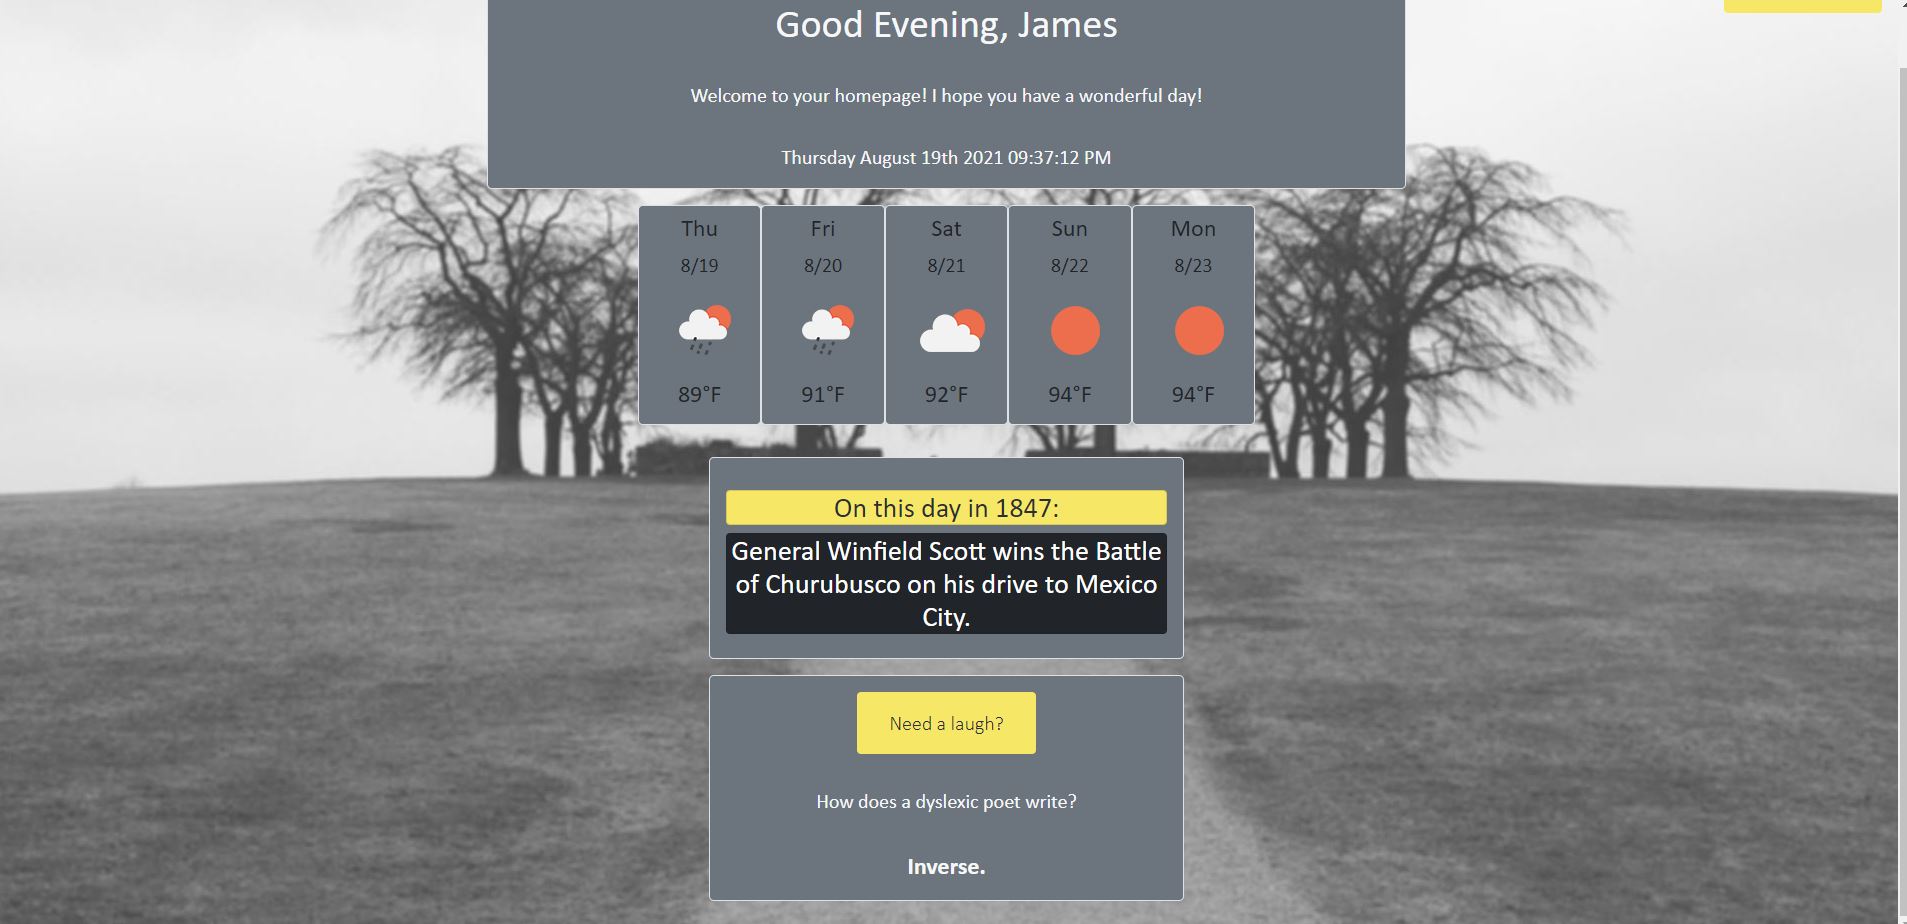 Good Evening, James
Welcome to your homepage! I hope you have a wonderful day!
Thursday August 19th 2021 09:37:12 PM
Thu
8/19
89°F
Fri
8/20
91°F
Sat
8/21
92°F
Sun
8/22
94°F
Mon
8/23
94°F
On this day in 1847:
General Winfield Scott wins the Battle
of Churubusco on his drive to Mexico
City.
Need a laugh?
How does a dyslexic poet write?
Inverse.